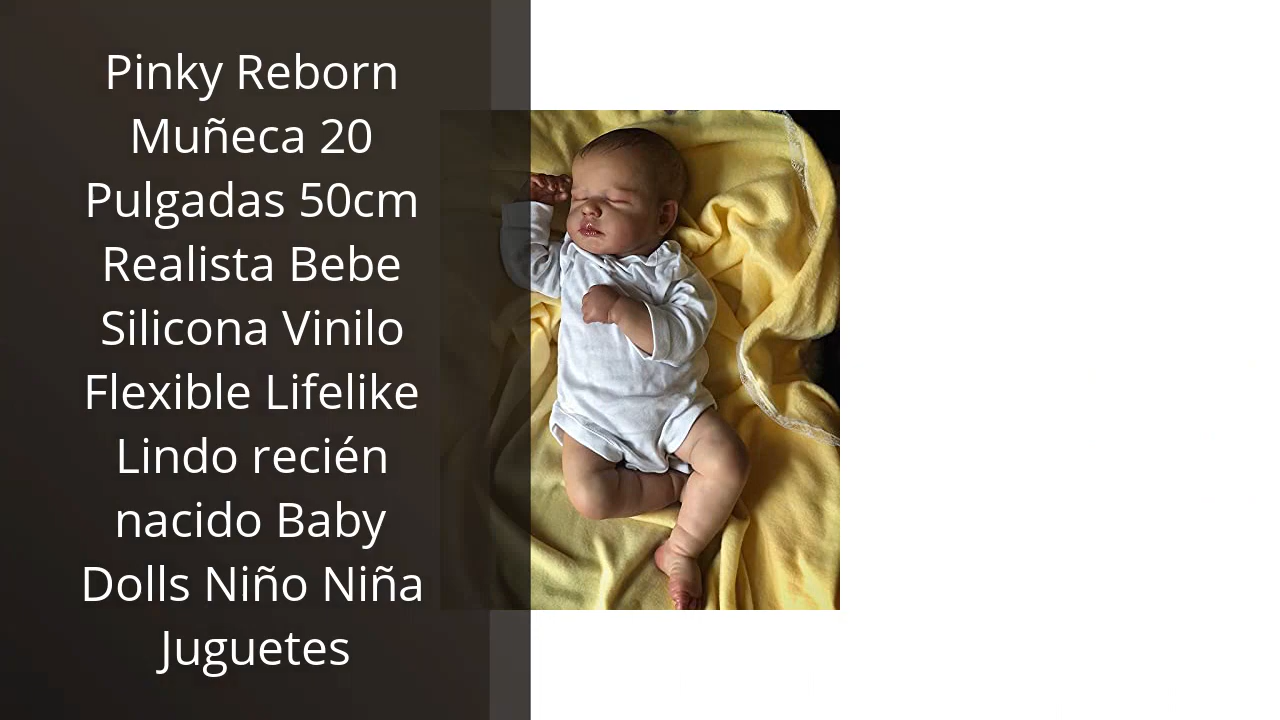 Pinky Reborn
Muñeca 20
Pulgadas 50cm
Realista Bebe
Silicona Vinilo
Flexible Lifelike
Lindo recién
nacido Baby
Dolls Niño Niña
Juguetes